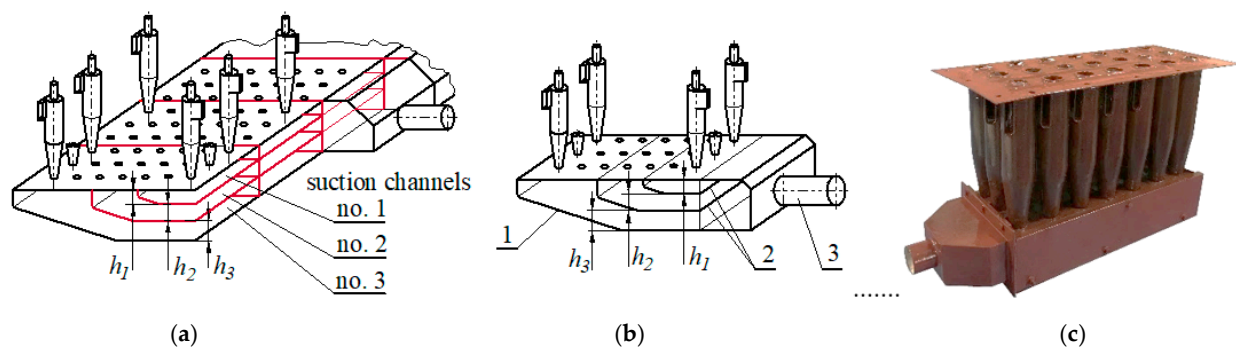 suction channels
no. 1
no. 2
no. 3
h1
h2
h3
1
h3
h2
h1
2
3
.......
(a)
(b)
(c)